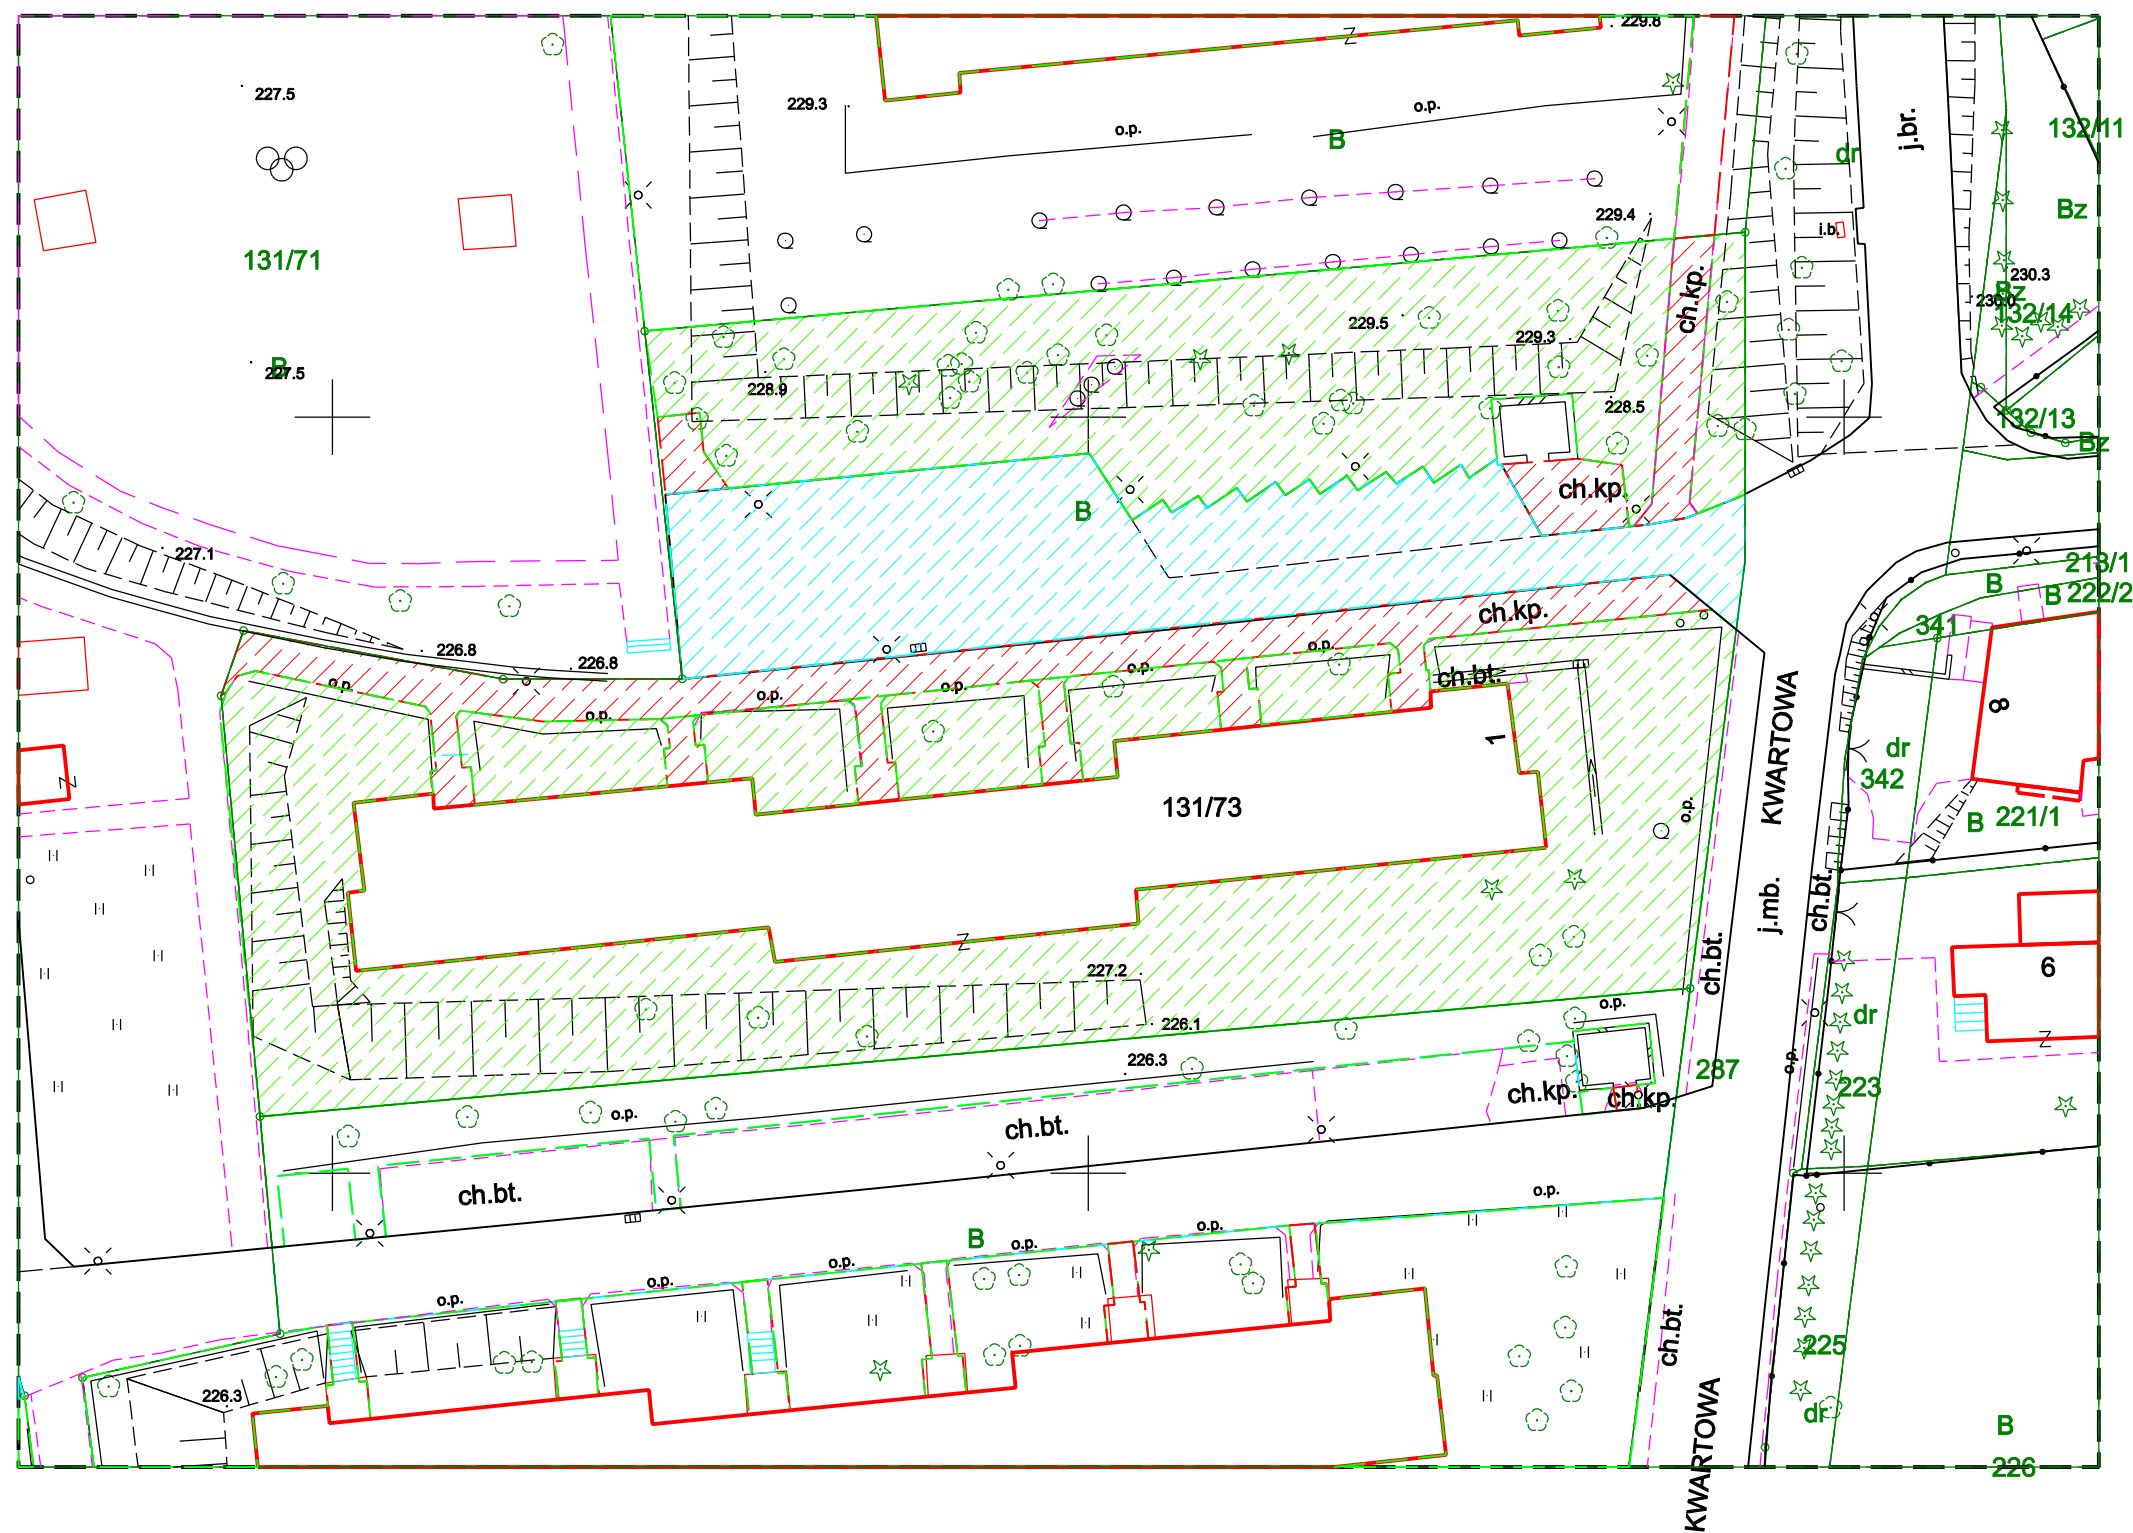 229.8
227.5
229.3
o.p.
o.p.
B
j.br.
132/11
dr
Bz
229.4
i.b.
131/71
ch.kp.
230.3
Bz
230.0
132/14
229.5
229.3
B
227.5
228.9
228.5
132/13
Bz
ch.kp.
B
227.1
213/1
B
222/2
B
ch.kp.
341
226.8
226.8
o.p.
o.p.
o.p.
o.p.
o.p.
o.p.
ch.bt.
8
1
KWARTOWA
dr
342
z
131/73
o.p.
221/1
B
ch.bt.
j.mb.
z
227.2
ch.bt.
6
o.p.
226.1
dr
z
226.3
o.p.
287
223
ch.kp.
ch.kp.
o.p.
ch.bt.
ch.bt.
o.p.
o.p.
B
o.p.
o.p.
o.p.
o.p.
ch.bt.
225
226.3
dr
B
KWARTOWA
226
z